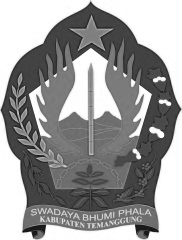 SWADAYA BHUMI PHALA
KABUPATEN TEMANGGUNG